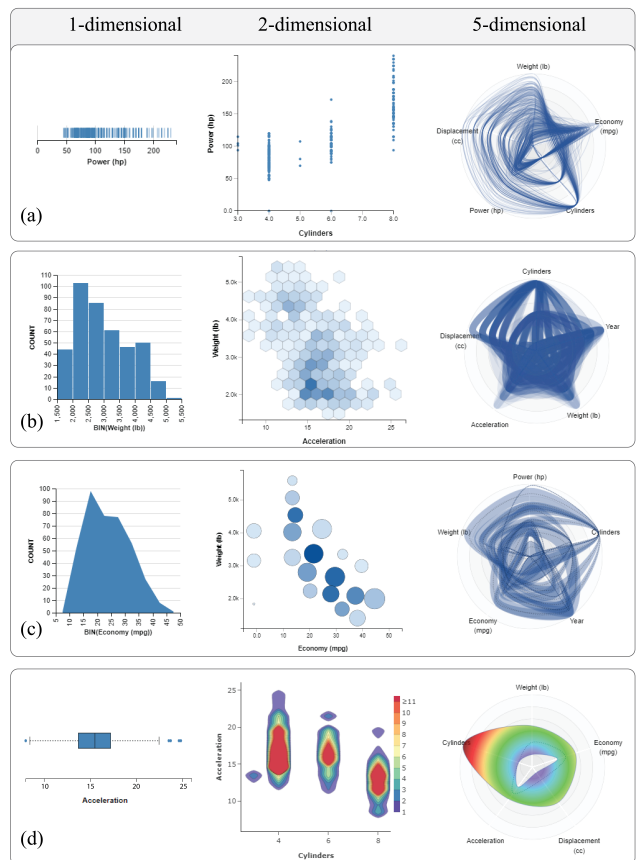 1-dimensional 2-dimensional 5-dimensional
0 50 100 150 200
Power (hp)
Power (hp)
200
150
100
50
0.0
3.0 4.0 5.0 6.0 7.0 8.0
Cylinders
Weight (lb)
Economy
(mpg)
Displacement
(cc)
Power (hp)
Cylinders
(a)
COUNT
110
100
90
80
70
60
50
40
30
20
10
0
1,500 2,000 2,500 3,000 3,500 4,000 4,500 5,000 5,500
BIN(Weight (lb))
Weight (lb)
5.0k
4.0k
3.0k
2.0k
10 15 20 25
Acceleration
Cylinders
Year
Displacement
(cc)
Acceleration
Weight (lb)
(b)
COUNT
100
90
80
70
60
50
40
30
20
10
0
5 10 15 20 25 30 35 40 45 50
BIN(Economy (mpg))
Weight (lb)
5.0k
4.0k
3.0k
2.0k
0.0 10 20 30 40 50
Economy (mpg)
Power (hp)
Cylinders
Weight (lb)
Economy
(mpg)
Year
(c)
10 15 20 25
Acceleration
Acceleration
25
20
15
10
4 6 8
Cylinders
≥11
10
9
8
7
6
5
4
3
2
1
Weight (lb)
Economy
(mpg)
Cylinders
Acceleration
Displacement
(cc)
(d)